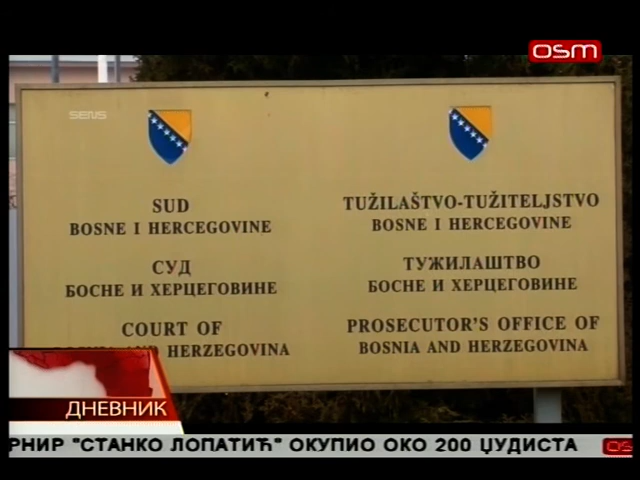 OSM
SENS
SUD
BOSNE I HERCEGOVINE
СУД
БОСНЕ И ХЕРЦЕГОВИНЕ
COURT OF
AND HERZEGOVINA
TUŽILAŠTVO-TUŽITELJSTVO
BOSNE I HERCEGOVINE
ТУЖИЛАШТВО
БОСНЕ И ХЕРЦЕГОВИНЕ
PROSECUTOR'S OFFICE OF
BOSNIA AND HERZEGOVINA
ДНЕВНИК
РНИР "СТАНКО ЛОПАТИЋ" ОКУПИО ОКО 200 ЏУДИСТА